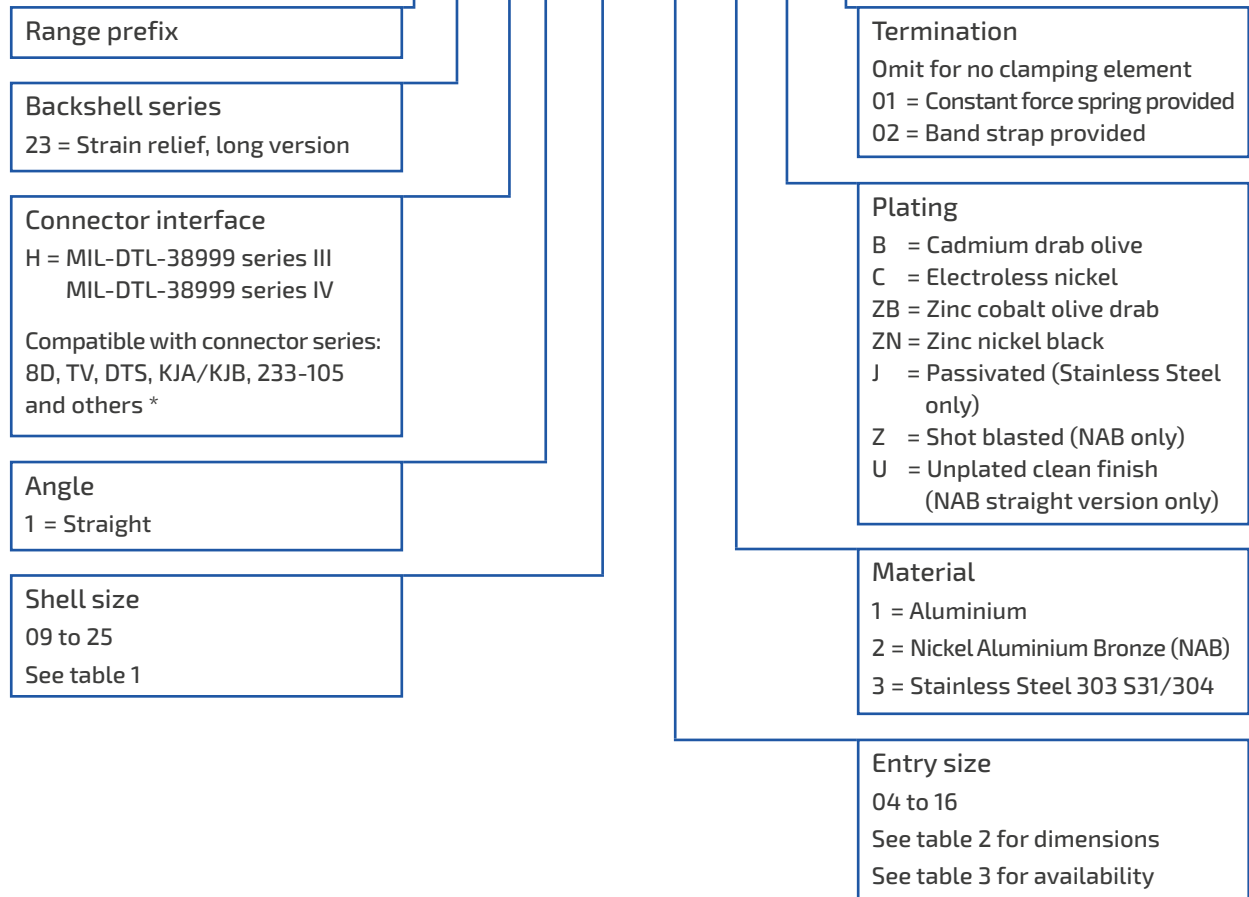 Range prefix
Backshell series
23 = Strain relief, long version
Connector interface
H = MIL-DTL-38999 series III
MIL-DTL-38999 series IV
Compatible with connector series:
8D, TV, DTS, KJA/KJB, 233-105
and others *
Angle
1 = Straight
Shell size
09 to 25
See table 1
Termination
Omit for no clamping element
01 = Constant force spring provided
02 = Band strap provided
Plating
B = Cadmium drab olive
C = Electroless nickel
ZB = Zinc cobalt olive drab
ZN = Zinc nickel black
J = Passivated (Stainless Steel
only)
Z = Shot blasted (NAB only)
U = Unplated clean finish
(NAB straight version only)
Material
1 = Aluminium
2 = Nickel Aluminium Bronze (NAB)
3 = Stainless Steel 303 S31/304
Entry size
04 to 16
See table 2 for dimensions
See table 3 for availability